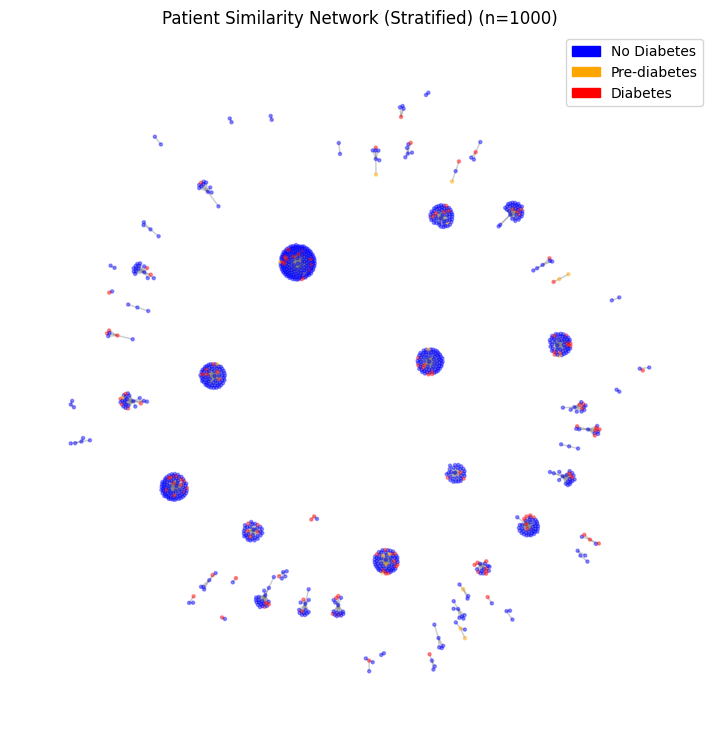 Patient Similarity Network (Stratified) (n=1000)
No Diabetes
Pre-diabetes
Diabetes